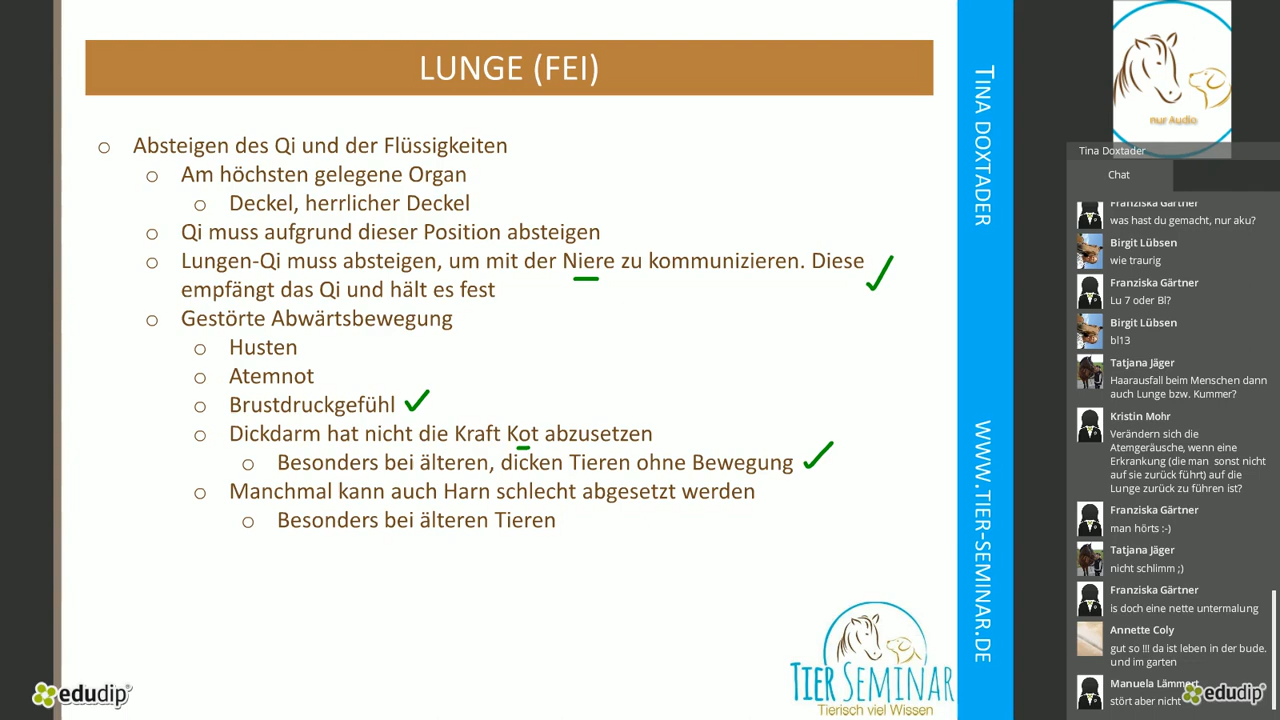 LUNGE (FEI)
Absteigen des Qi und der Flüssigkeiten
Am höchsten gelegene Organ
Deckel, herrlicher Deckel
Qi muss aufgrund dieser Position absteigen
Lungen-Qi muss absteigen, um mit der Niere zu kommunizieren. Diese
empfängt das Qi und hält es fest
Gestörte Abwärtsbewegung
Husten
Atemnot
Brustdruckgefühl
Dickdarm hat nicht die Kraft Kot abzusetzen
Besonders bei älteren, dicken Tieren ohne Bewegung
Manchmal kann auch Harn schlecht abgesetzt werden
Besonders bei älteren Tieren
TIER SEMINAR
Tierisch viel Wissen
edudip
TINA DOXTADER
WWW.TIER-SEMINAR.DE
nur Audio
Tina Doxtader
Chat
Franziska Gärtner
was hast du gemacht, nur aku?
Birgit Lübsen
wie traurig
Franziska Gärtner
Lu 7 oder Bl?
Birgit Lübsen
bl13
Tatjana Jäger
Haarausfall beim Menschen dann
auch Lunge bzw. Kummer?
Kristin Mohr
Verändern sich die
Atemgeräusche, wenn eine
Erkrankung (die man sonst nicht
auf sie zurück führt) auf die
Lunge zurück zu führen ist?
Franziska Gärtner
man hörts :-)
Tatjana Jäger
nicht schlimm ;)
Franziska Gärtner
is doch eine nette untermalung
Annette Coly
gut so !!! da ist leben in der bude.
und im garten
Manuela Lämmert
stört aber nicht
edudip